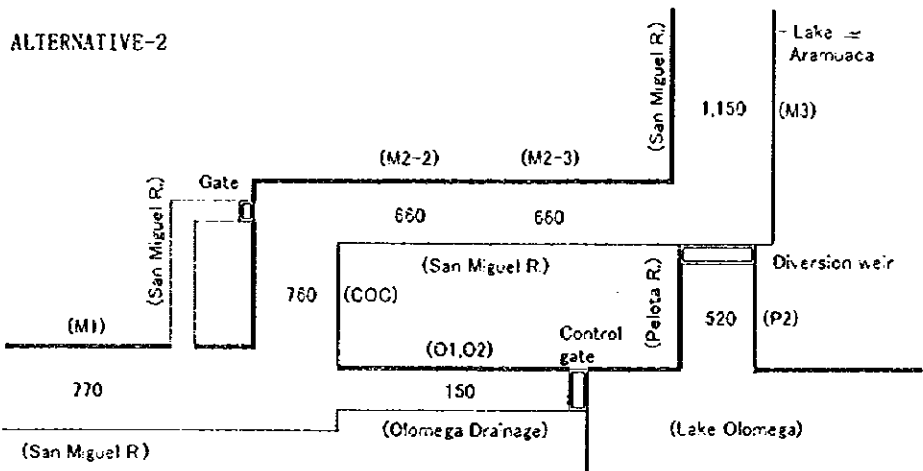 ALTERNATIVE-2
Lake
Aramuaca
(San Miguel R.)
1,150
(M3)
(M2-2)
(M2-3)
Gate
(San Miguel R.)
660
660
(San Miguel R.)
Diversion weir
760
(COC)
(Pelota R.)
520
(P2)
(M1)
(O1,O2)
Control
gate
770
150
(Olomega Drainage)
(Lake Olomega)
(San Miguel R)